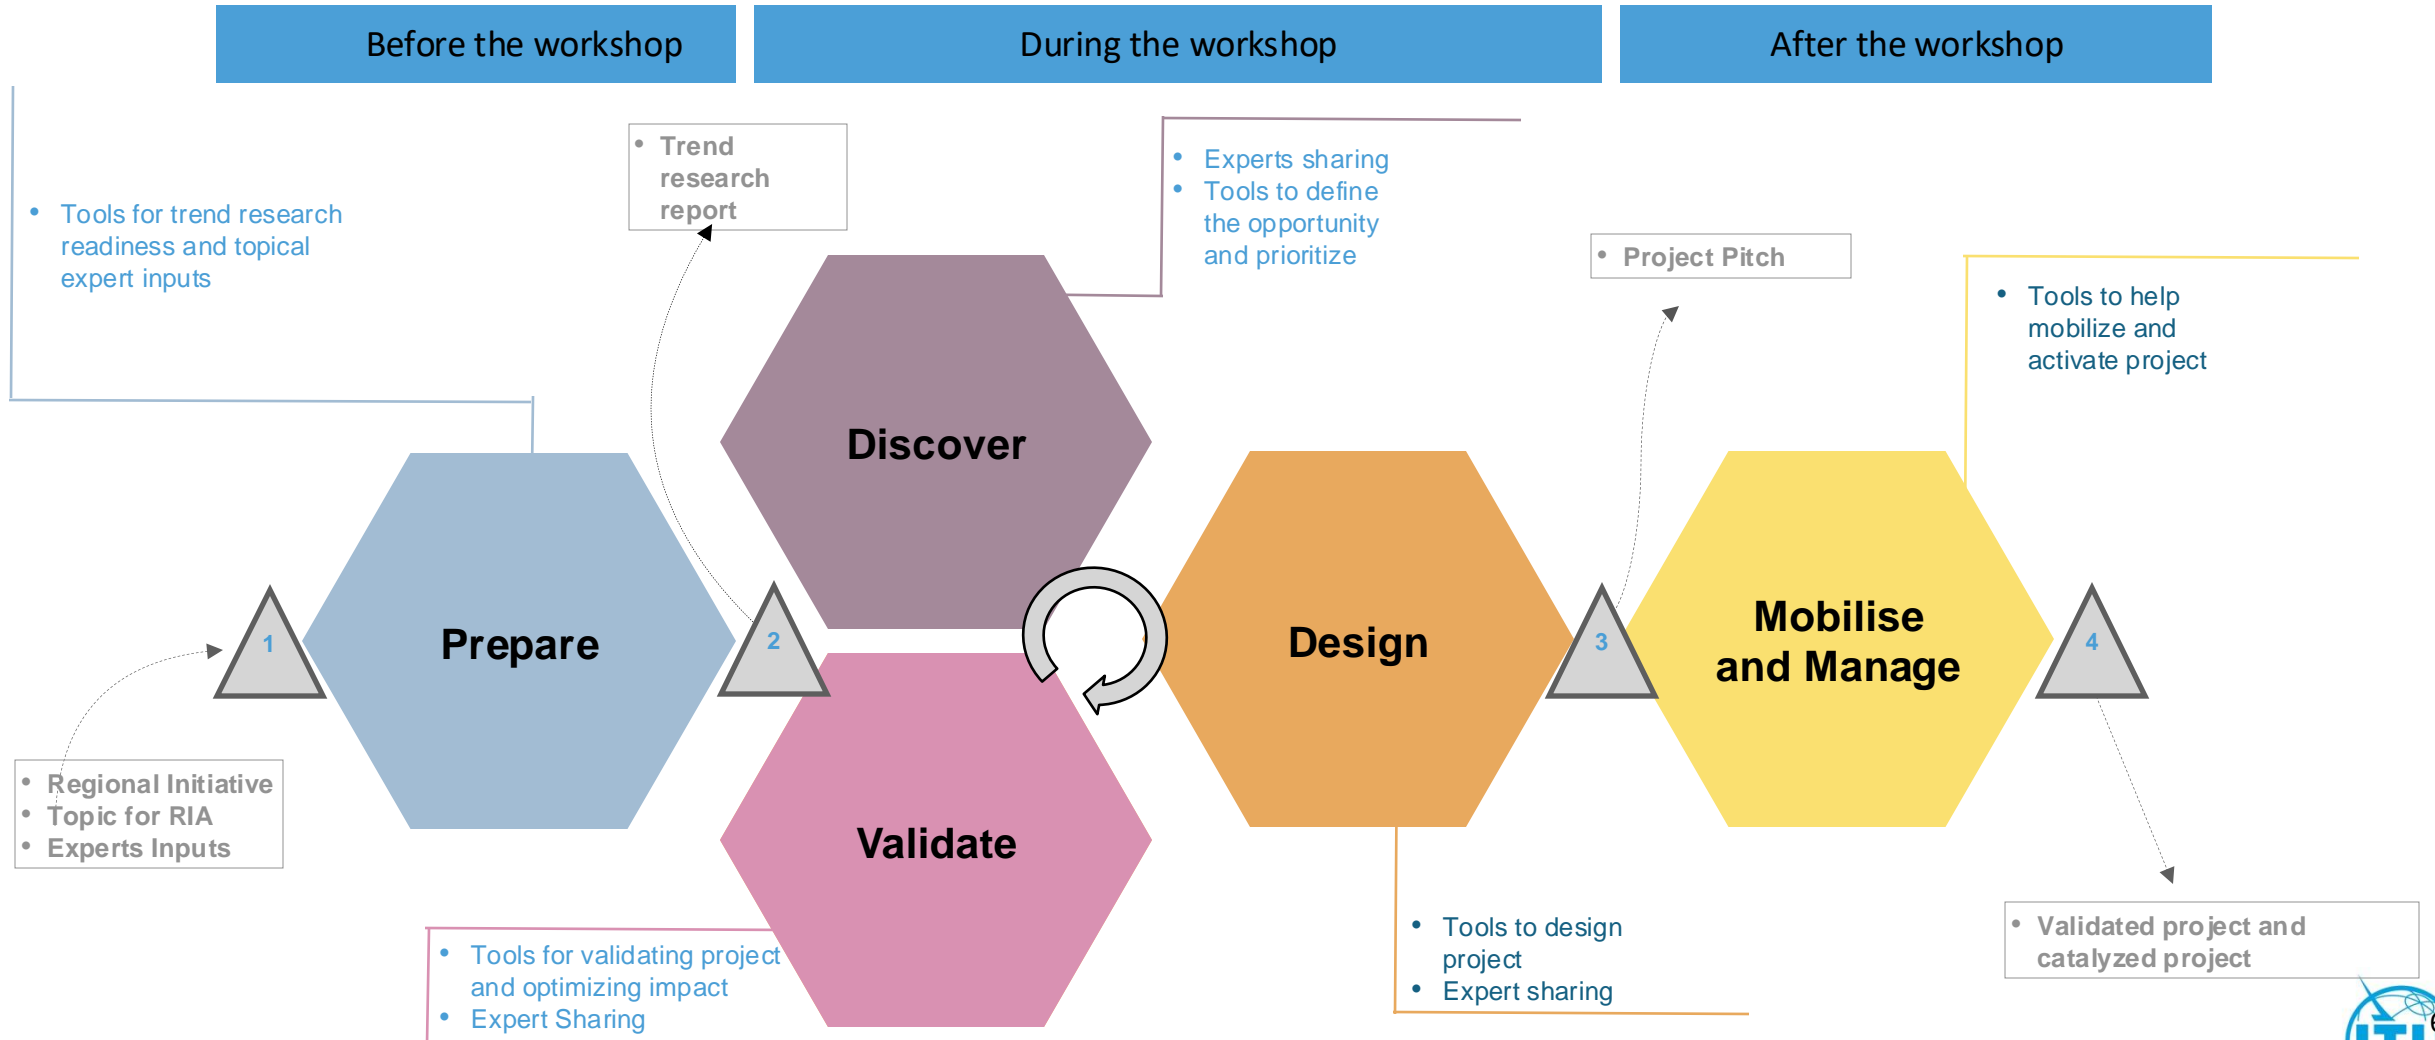 Before the workshop
During the workshop
After the workshop
• Tools for trend research
readiness and topical
expert inputs
• Trend
research
report
• Experts sharing
• Tools to define
the opportunity
and prioritize
• Project Pitch
• Tools to help
mobilize and
activate project
Discover
Prepare
Design
Mobilise
and Manage
Validate
1
2
3
4
• Regional Initiative
• Topic for RIA
• Experts Inputs
• Tools for validating project
and optimizing impact
• Expert Sharing
• Tools to design
project
• Expert sharing
• Validated project and
catalyzed project